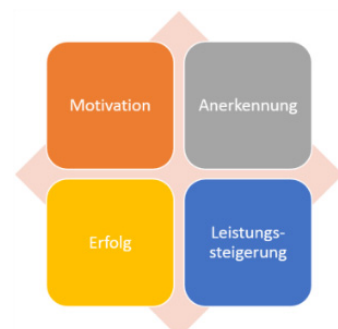 Motivation
Anerkennung
Erfolg
Leistungs-
steigerung